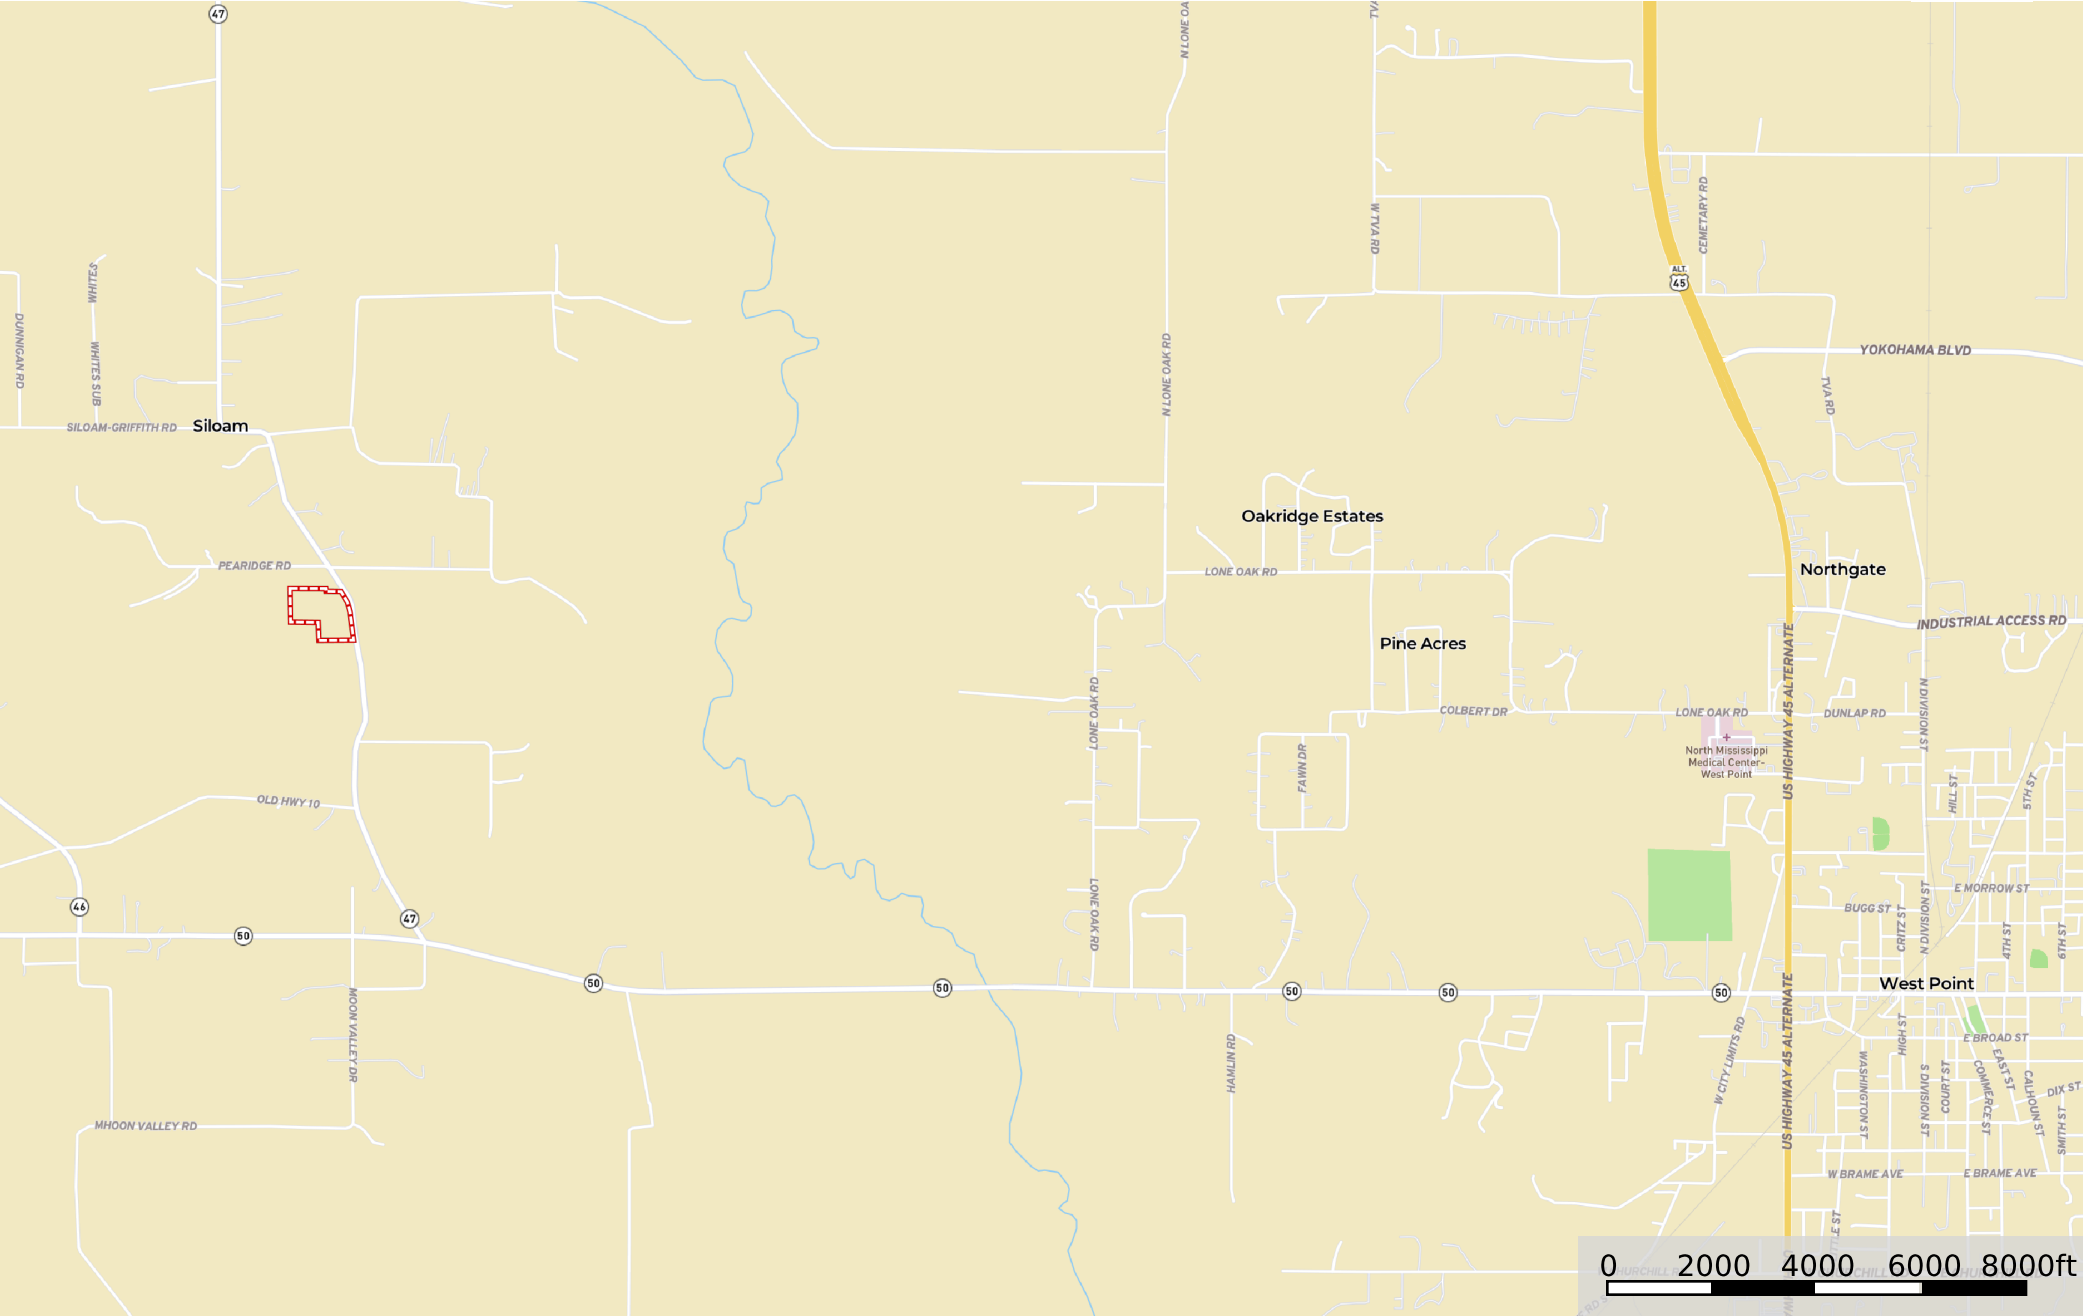 47
N LONE OA
ALT.
45
W TVA RD
CEMETARY RD
WHITES
WHITES SUB
DUNNIGAN RD
N LONE OAK RD
YOKOHAMA BLVD
TVA RD
SILOAM-GRIFFITH RD
Siloam
Oakridge Estates
PEARIDGE RD
LONE OAK RD
Northgate
INDUSTRIAL ACCESS RD
Pine Acres
US HIGHWAY 45 ALTERNATE
N DIVISION ST
LONE OAK RD
COLBERT DR
LONE OAK RD
DUNLAP RD
North Mississippi
Medical Center-
West Point
FAWN DR
HILL ST
5TH ST
OLD HWY 10
46
47
50
LONE OAK RD
E MORROW ST
BUGG ST
CRITZ ST
N DIVISION ST
4TH ST
6TH ST
50
50
50
50
50
West Point
US HIGHWAY 45 ALTERNATE
MOON VALLEY DR
HAMLIN RD
W CITY LIMITS RD
HIGH ST
E BROAD ST
WASHINGTON ST
S DIVISION ST
COURT ST
COMMERCE ST
EAST ST
CALHOUN ST
DIX ST
SMITH ST
MHOON VALLEY RD
W BRAME AVE
E BRAME AVE
0 2000 4000 6000 8000ft